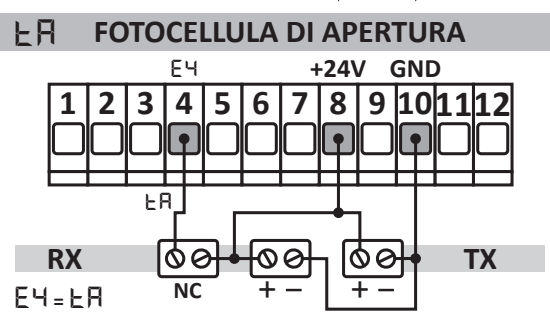 tA FOTOCELLULA DI APERTURA
E4 +24V GND
1 2 3 4 5 6 7 8 9 10 11 12
tA
RX TX
NC + − + −
E4=tA